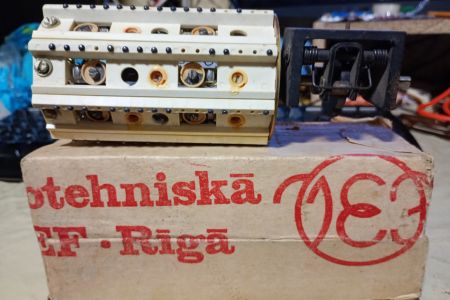 otehniskā
EF · Rīgā